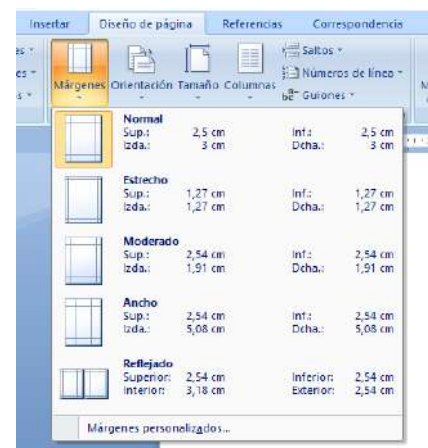 Insertar Diseño de página Referencias Correspondencia
Márgenes Orientación Tamaño Columnas
Saltos
Números de línea
Guiones
Normal
Sup.: 2,5 cm Inf.: 2,5 cm
Izda.: 3 cm Dcha.: 3 cm
Estrecho
Sup.: 1,27 cm Inf.: 1,27 cm
Izda.: 1,27 cm Dcha.: 1,27 cm
Moderado
Sup.: 2,54 cm Inf.: 2,54 cm
Izda.: 1,91 cm Dcha.: 1,91 cm
Ancho
Sup.: 2,54 cm Inf.: 2,54 cm
Izda.: 5,08 cm Dcha.: 5,08 cm
Reflejado
Superior: 2,54 cm Inferior: 2,54 cm
Interior: 3,18 cm Exterior: 2,54 cm
Márgenes personalizados...